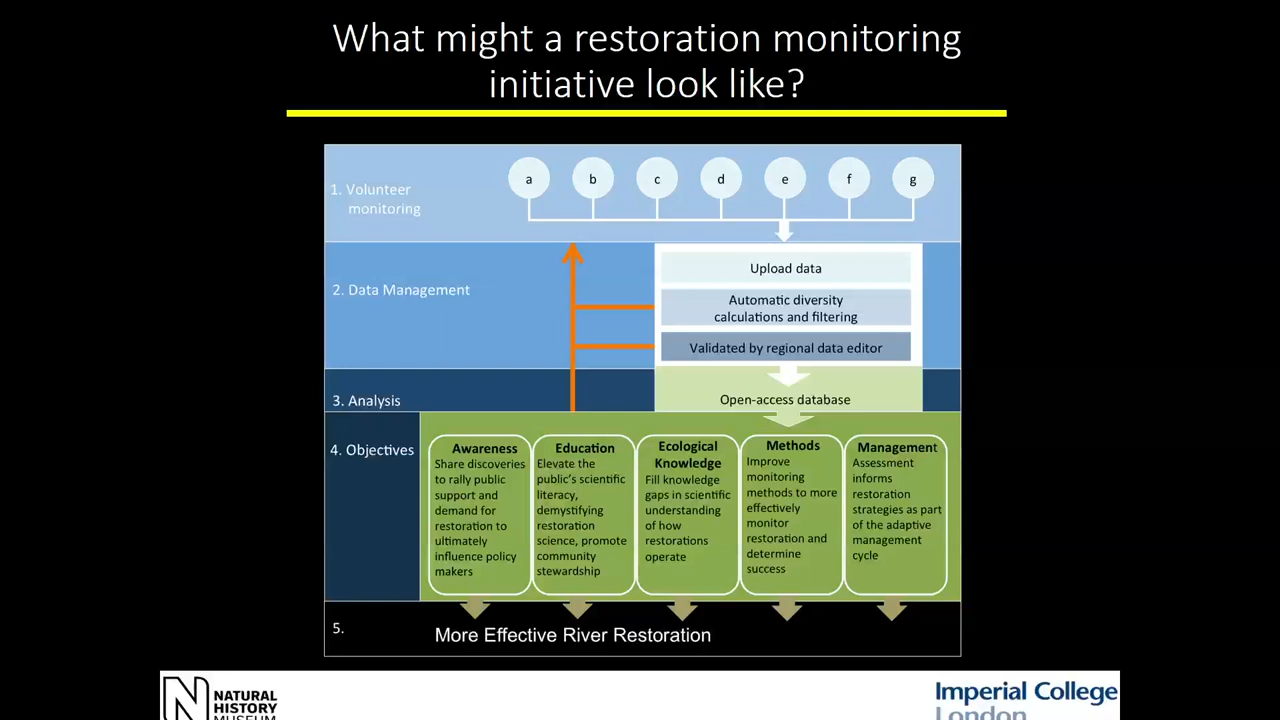 What might a restoration monitoring
initiative look like?
1. Volunteer
monitoring
a b c d e f g
2. Data Management
Upload data
Automatic diversity
calculations and filtering
Validated by regional data editor
3. Analysis
Open-access database
4. Objectives
Awareness
Share discoveries
to rally public
support and
demand for
restoration to
ultimately
influence policy
makers
Education
Elevate the
public's scientific
literacy,
demystifying
restoration
science, promote
community
stewardship
Ecological
Knowledge
Fill knowledge
gaps in scientific
understanding
of how
restorations
operate
Methods
Improve
monitoring
methods to more
effectively
monitor
restoration and
determine
success
Management
Assessment
informs
restoration
strategies as part
of the adaptive
management
cycle
5.
More Effective River Restoration
N NATURAL
HISTORY
MUSEUM
Imperial College
London